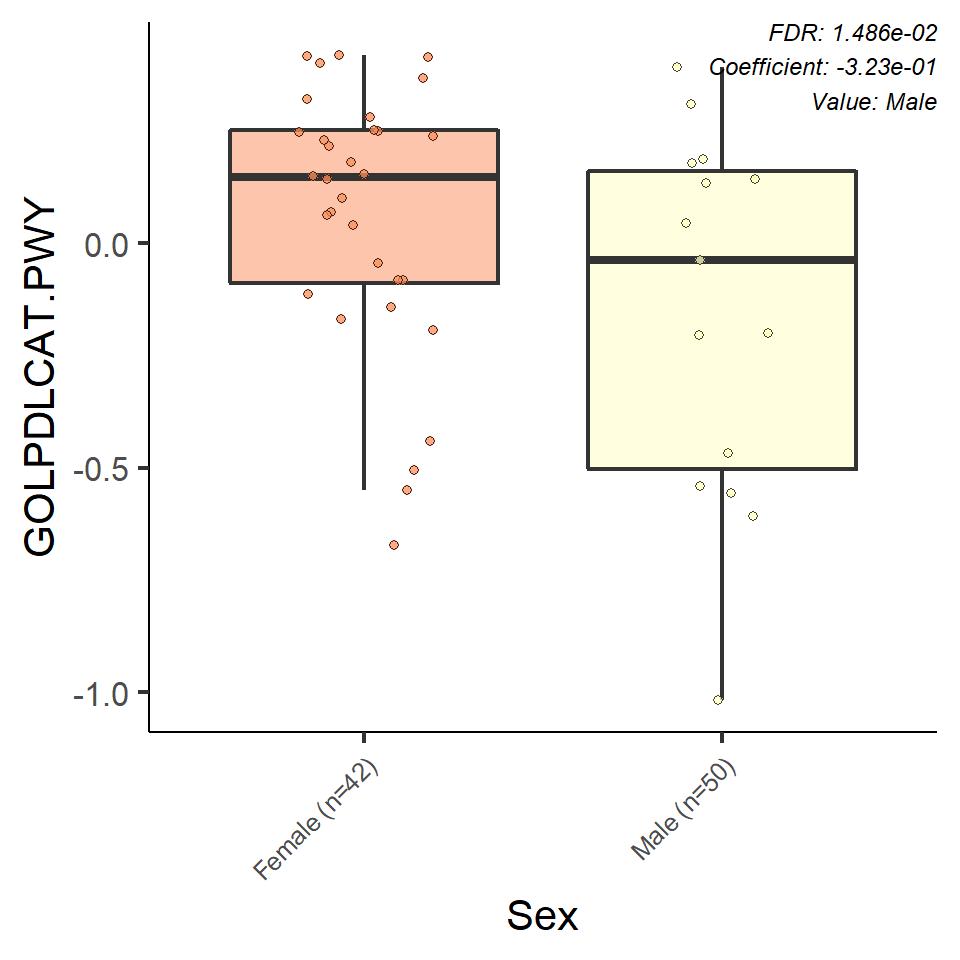 FDR: 1.486e-02
Coefficient: -3.23e-01
Value: Male
GOLPDLCAT.PWY
0.0
-0.5
-1.0
Female (n=42)
Male (n=50)
Sex